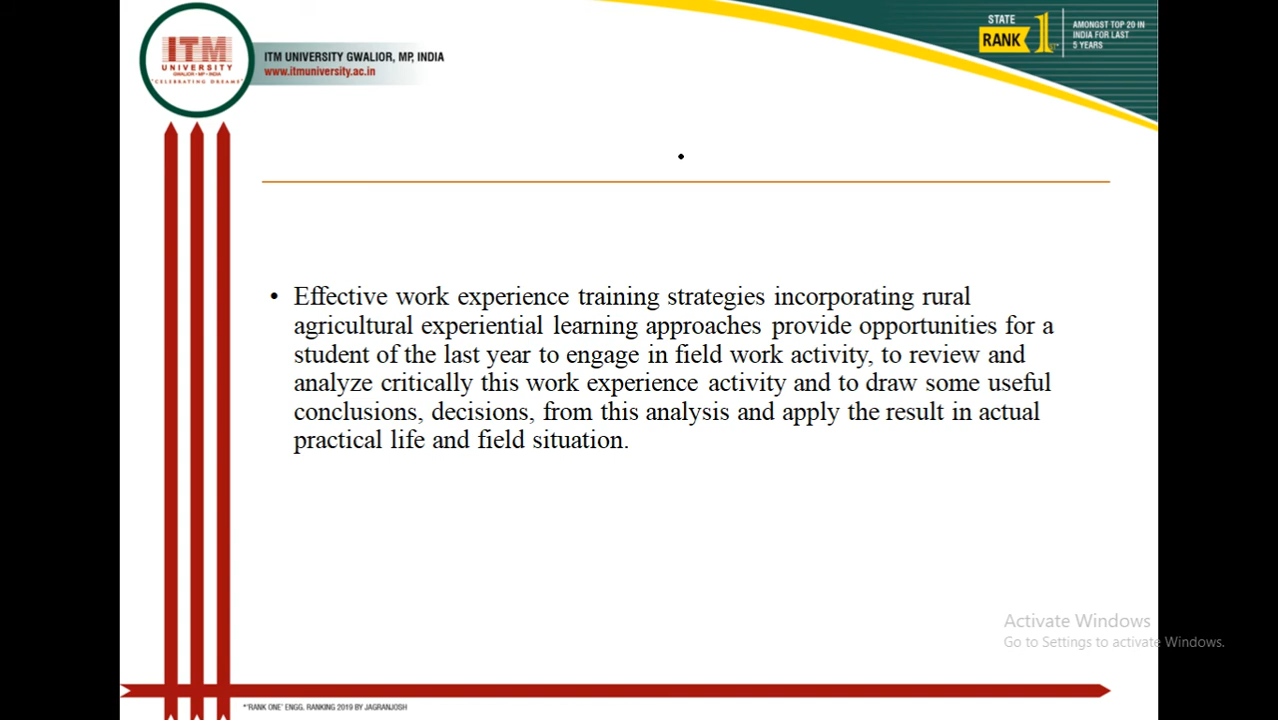 ITM
UNIVERSITY
GWALIOR • MP • INDIA
"CELEBRATING DREAMS"
ITM UNIVERSITY GWALIOR, MP, INDIA
www.itmuniversity.ac.in
STATE
RANK 1ST*
AMONGST TOP 20 IN
INDIA FOR LAST
5 YEARS
.
• Effective work experience training strategies incorporating rural
agricultural experiential learning approaches provide opportunities for a
student of the last year to engage in field work activity, to review and
analyze critically this work experience activity and to draw some useful
conclusions, decisions, from this analysis and apply the result in actual
practical life and field situation.
Activate Windows
Go to Settings to activate Windows.
*"RANK ONE" ENGG. RANKING 2019 BY JAGRANJOSH